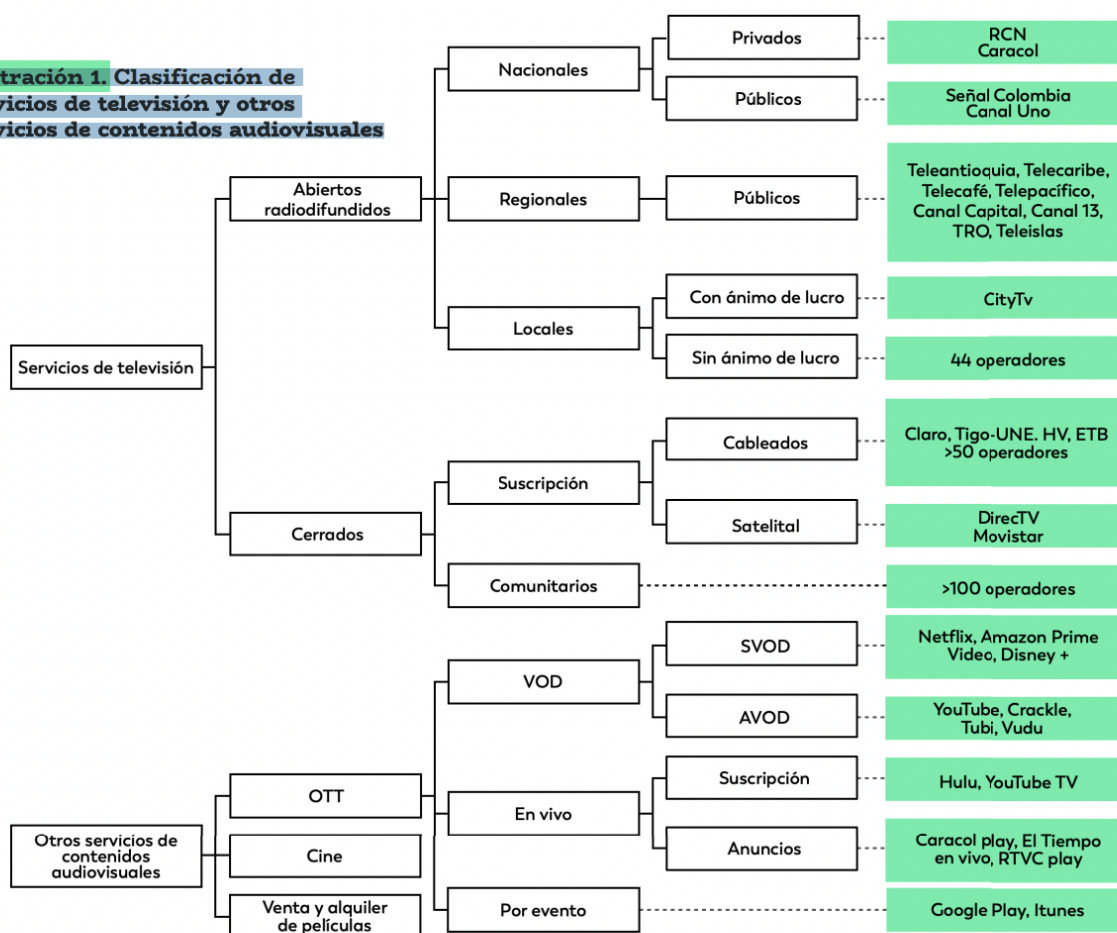 tración 1. Clasificación de
vicios de televisión y otros
vicios de contenidos audiovisuales
Servicios de televisión
Abiertos
radiodifundidos
Nacionales
Privados
RCN
Caracol
Públicos
Señal Colombia
Canal Uno
Regionales
Públicos
Teleantioquia, Telecaribe,
Telecafé, Telepacífico,
Canal Capital, Canal 13,
TRO, Teleislas
Locales
Con ánimo de lucro
CityTv
Sin ánimo de lucro
44 operadores
Cerrados
Suscripción
Cableados
Claro, Tigo-UNE. HV, ETB
>50 operadores
Satelital
DirecTV
Movistar
Comunitarios
>100 operadores
Otros servicios de
contenidos
audiovisuales
OTT
VOD
SVOD
Netflix, Amazon Prime
Video, Disney +
AVOD
YouTube, Crackle,
Tubi, Vudu
En vivo
Suscripción
Hulu, YouTube TV
Anuncios
Caracol play, El Tiempo
en vivo, RTVC play
Por evento
Google Play, Itunes
Cine
Venta y alquiler
de películas